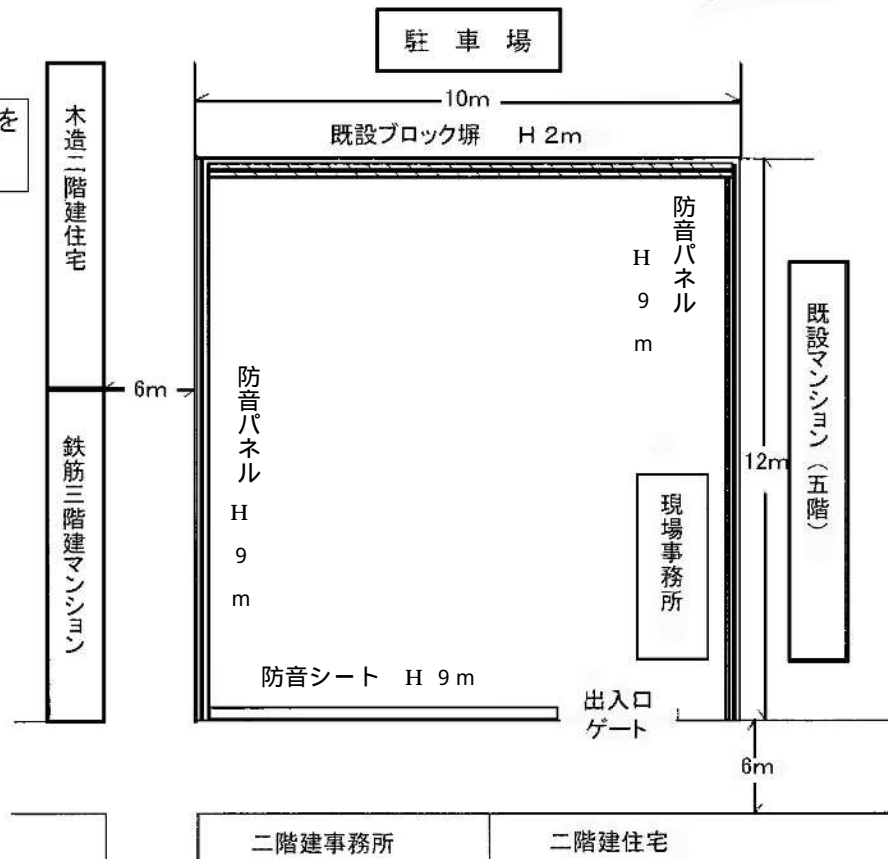 駐 車 場
を
10m
既設ブロック塀 H 2m
木造二階建住宅
防音パネル
H 9 m
既設マンション（五階）
6m
防音パネル
H 9 m
12m
鉄筋三階建マンション
現場事務所
防音シート H 9 m
出入口
ゲート
6m
二階建事務所
二階建住宅